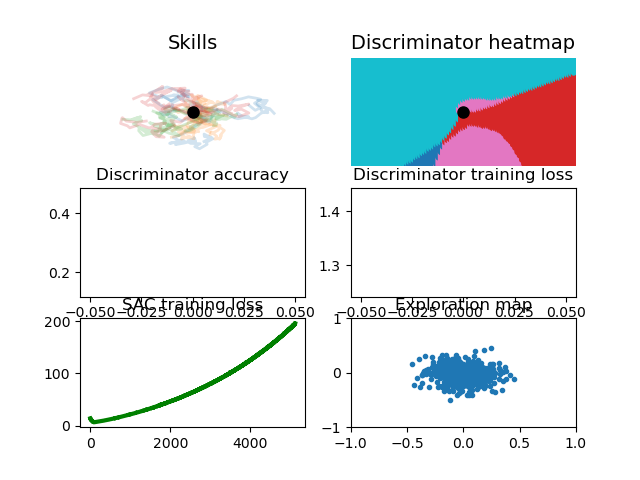 Skills
Discriminator heatmap
Discriminator accuracy
0.4
0.2
−0.050 −0.025 0.000 0.025 0.050
Discriminator training loss
1.4
1.3
−0.050 −0.025 0.000 0.025 0.050
SAC training loss
200
100
0
0 2000 4000
Exploration map
1
0
−1
−1.0 −0.5 0.0 0.5 1.0